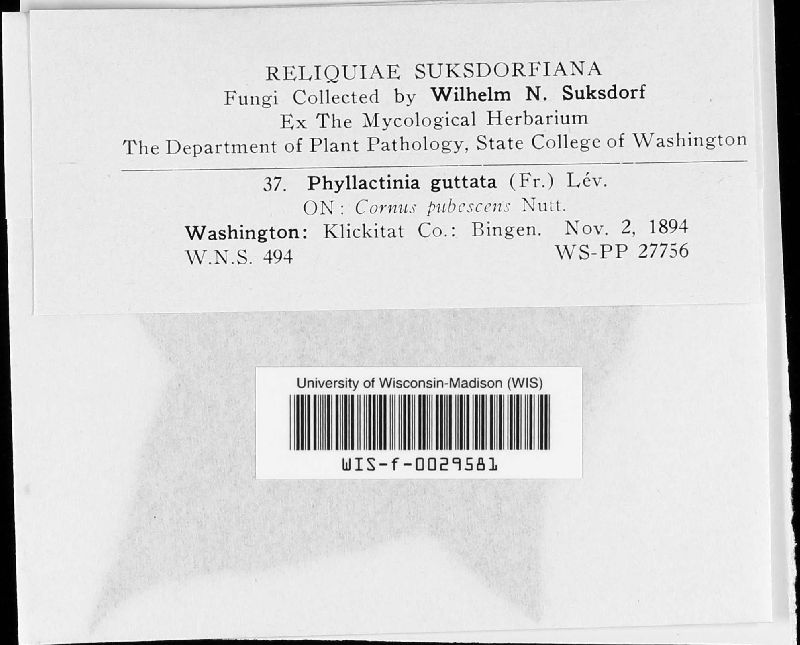 RELIQUIAE SUKSDORFIANA
Fungi Collected by Wilhelm N. Suksdorf
Ex The Mycological Herbarium
The Department of Plant Pathology, State College of Washington
37. Phyllactinia guttata (Fr.) Lév.
ON: Cornus pubescens Nutt.
Washington: Klickitat Co.: Bingen. Nov. 2, 1894
W.N.S. 494 WS-PP 27756
University of Wisconsin-Madison (WIS)
WIS-f-0029581